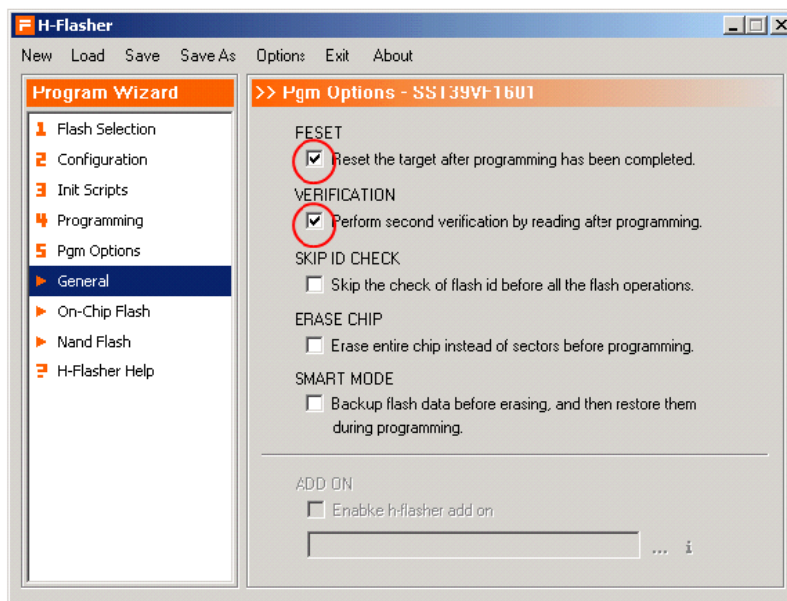 H-Flasher
New Load Save Save As Options Exit About
Program Wizard
1 Flash Selection
2 Configuration
3 Init Scripts
4 Programming
5 Pgm Options
General
On-Chip Flash
Nand Flash
? H-Flasher Help
>> Pgm Options - SST39VF1601
RESET
Reset the target after programming has been completed.
VERIFICATION
Perform second verification by reading after programming.
SKIP ID CHECK
Skip the check of flash id before all the flash operations.
ERASE CHIP
Erase entire chip instead of sectors before programming.
SMART MODE
Backup flash data before erasing, and then restore them
during programming.
ADD ON
Enabke h-flasher add on
... i